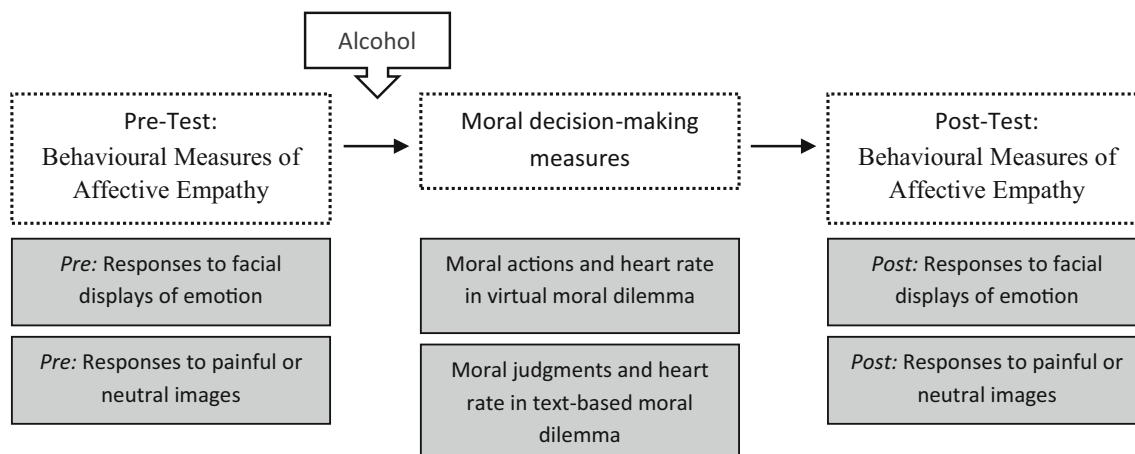 Alcohol
Pre-Test:
Behavioural Measures of
Affective Empathy
Moral decision-making
measures
Post-Test:
Behavioural Measures of
Affective Empathy
Pre: Responses to facial
displays of emotion
Moral actions and heart rate
in virtual moral dilemma
Post: Responses to facial
displays of emotion
Pre: Responses to painful or
neutral images
Moral judgments and heart
rate in text-based moral
dilemma
Post: Responses to painful or
neutral images